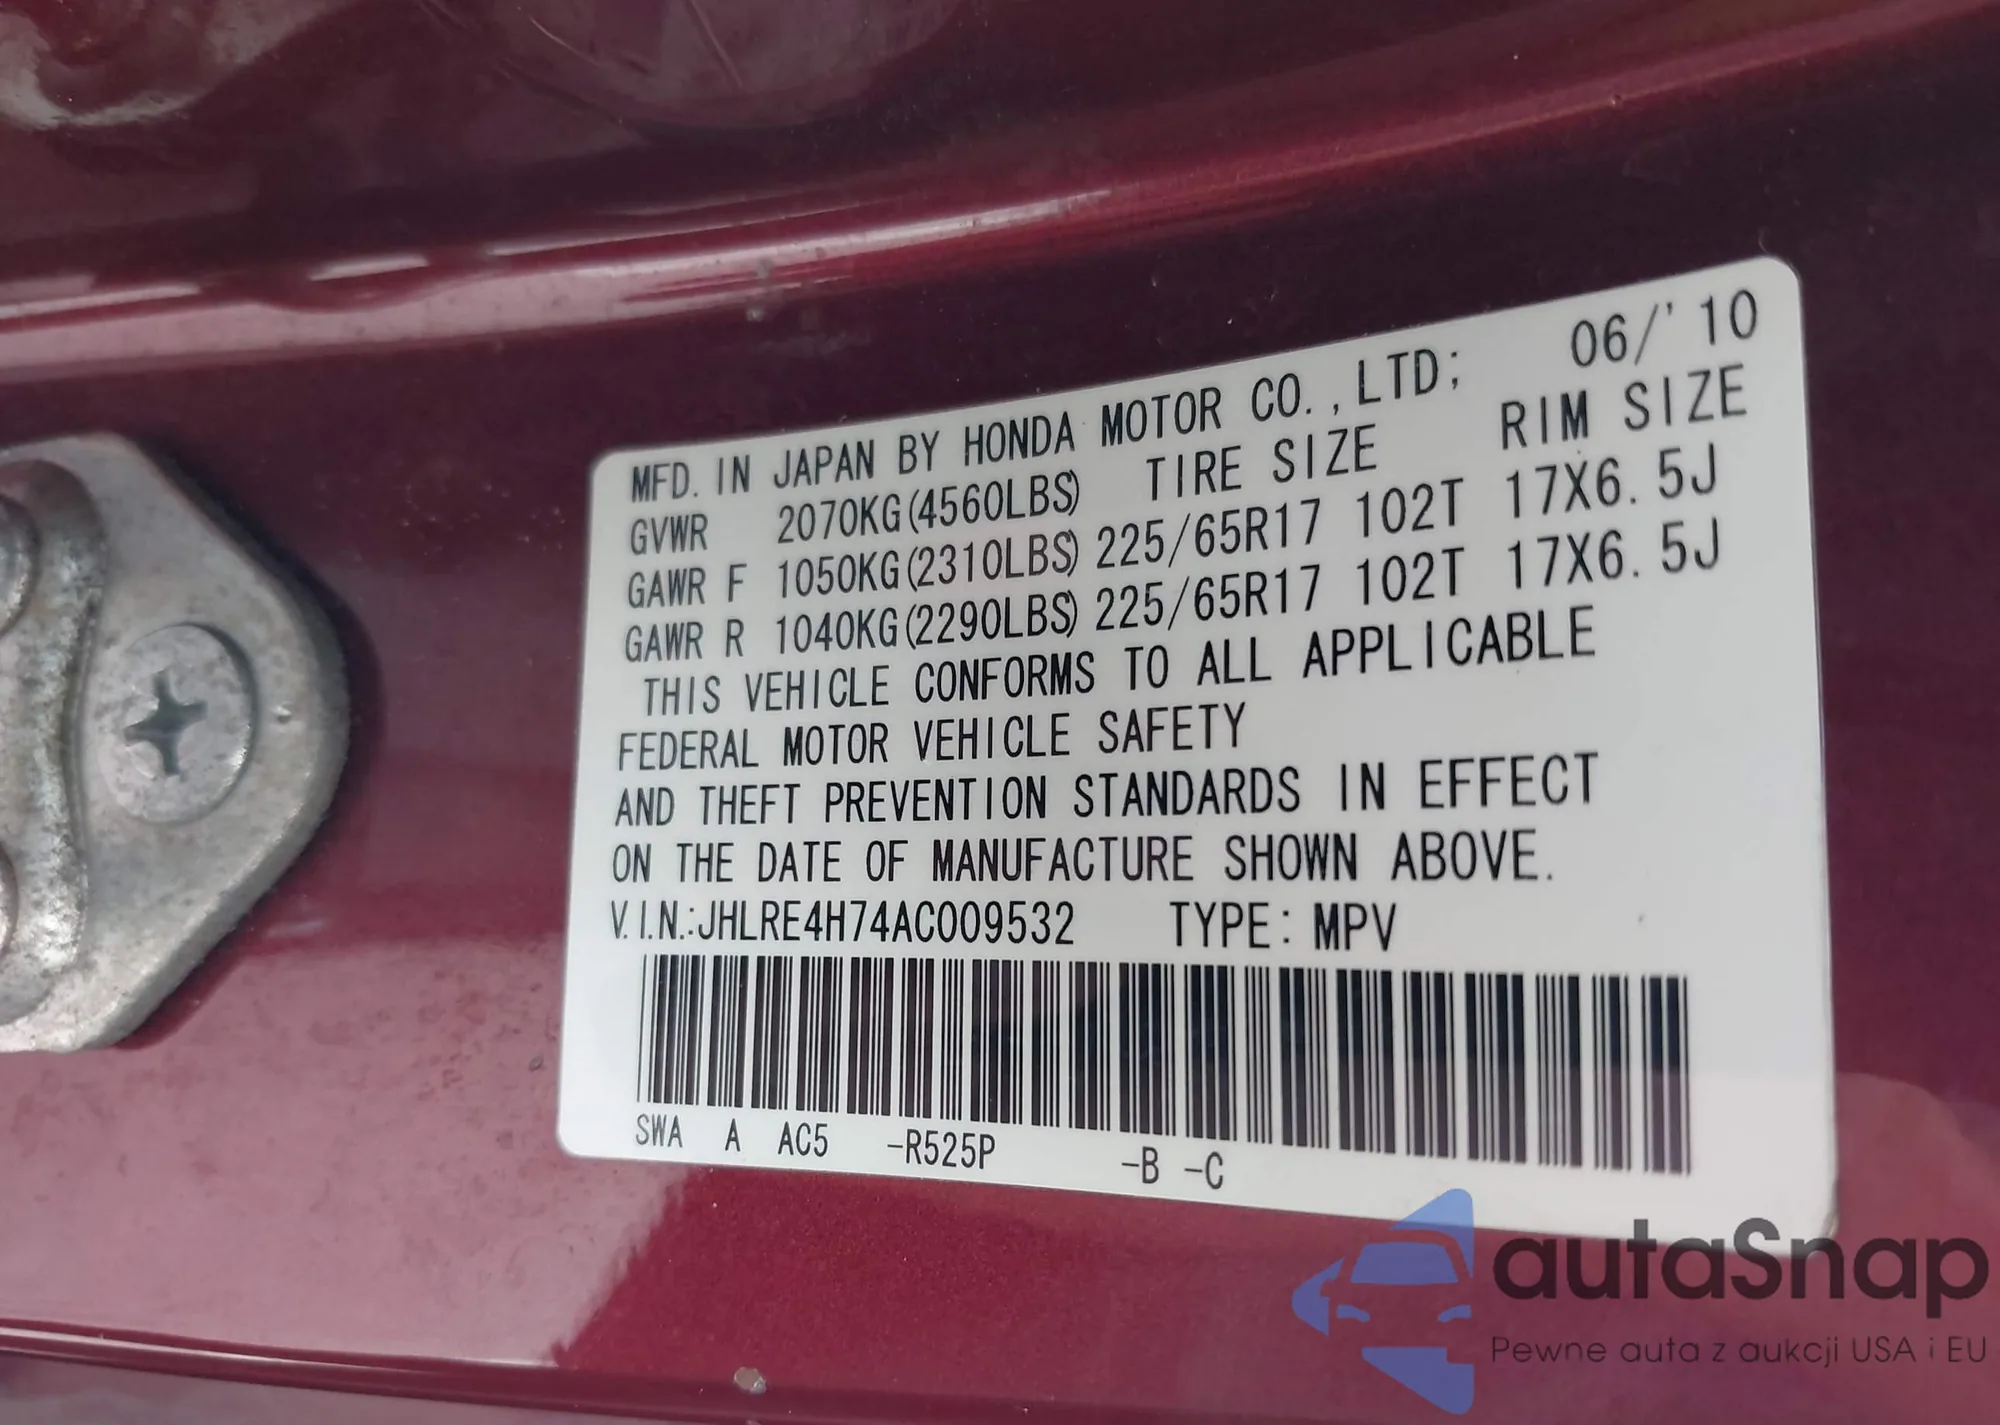 MFD. IN JAPAN BY HONDA MOTOR CO.,LTD; 06/'10
GVWR 2070KG(4560LBS) TIRE SIZE RIM SIZE
GAWR F 1050KG(2310LBS) 225/65R17 102T 17X6.5J
GAWR R 1040KG(2290LBS) 225/65R17 102T 17X6.5J
THIS VEHICLE CONFORMS TO ALL APPLICABLE
FEDERAL MOTOR VEHICLE SAFETY
AND THEFT PREVENTION STANDARDS IN EFFECT
ON THE DATE OF MANUFACTURE SHOWN ABOVE.
V.I.N.:JHLRE4H74AC009532 TYPE: MPV
SWA A AC5 -R525P -B -C
autaSnap
Pewne auta z aukcji USA i EU